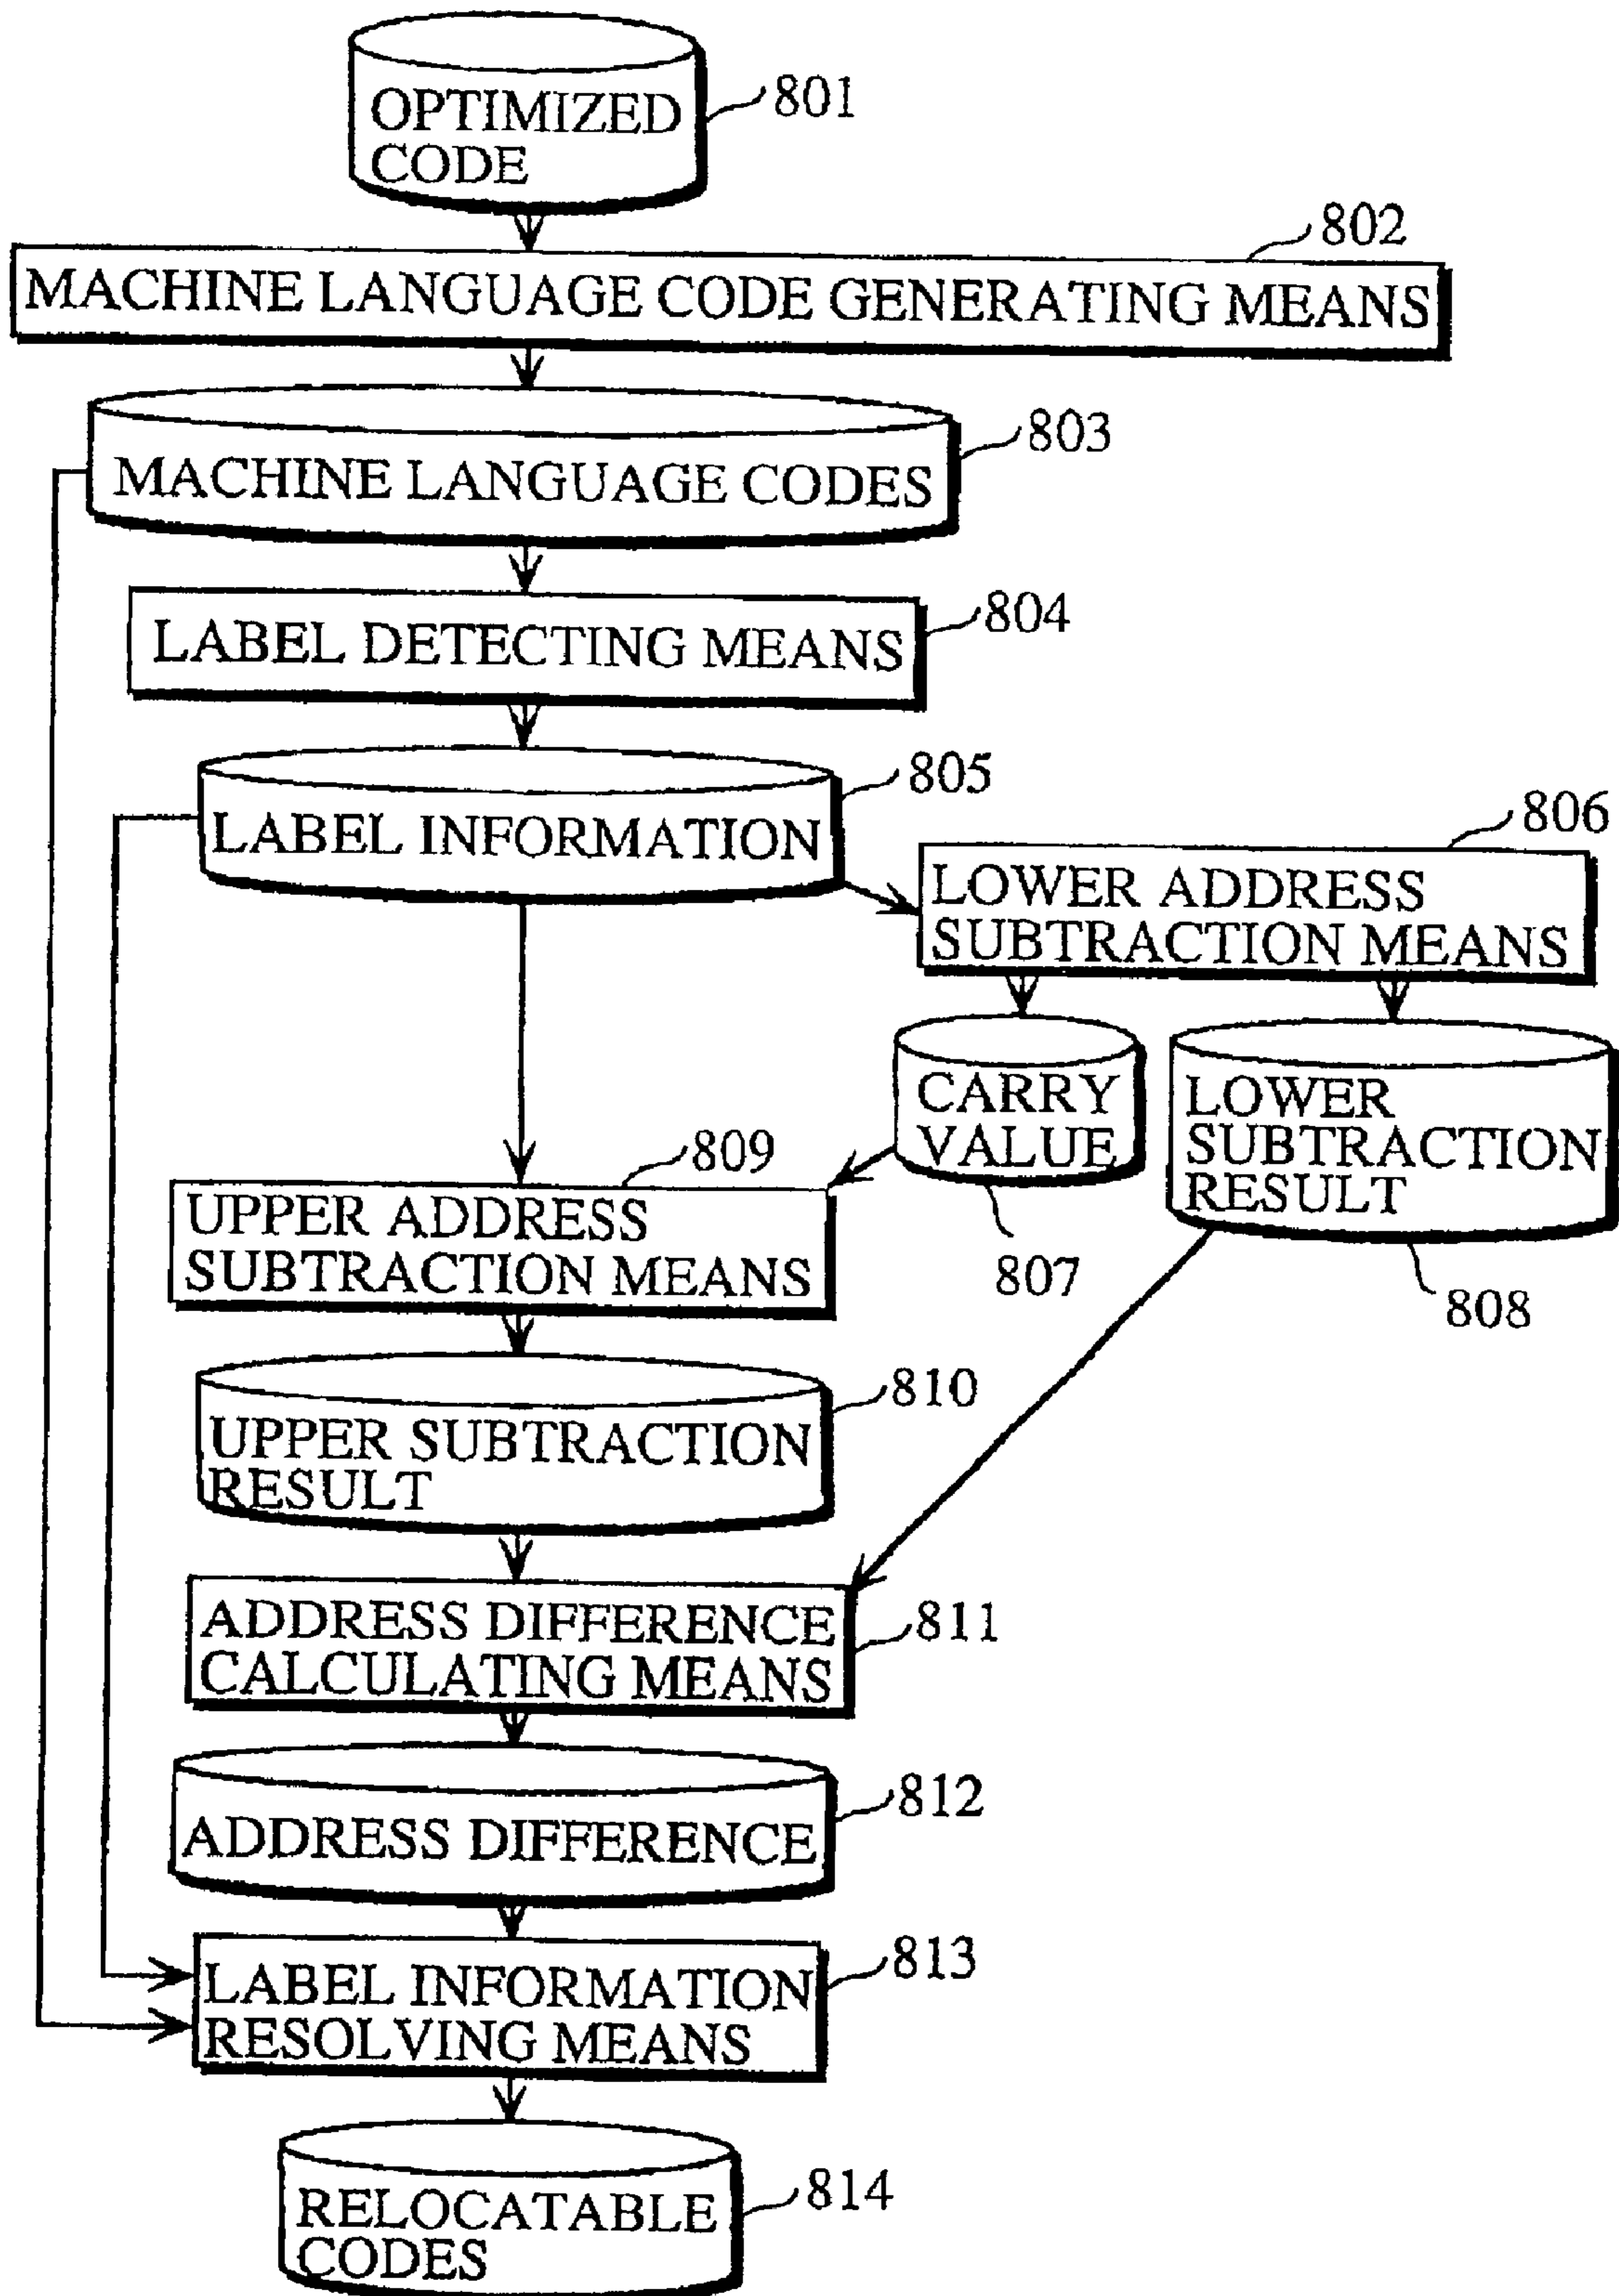 OPTIMIZED
CODE
801
802
MACHINE LANGUAGE CODE GENERATING MEANS
803
MACHINE LANGUAGE CODES
804
LABEL DETECTING MEANS
805
LABEL INFORMATION
806
LOWER ADDRESS
SUBTRACTION MEANS
CARRY
VALUE
807
LOWER
SUBTRACTION
RESULT
808
809
UPPER ADDRESS
SUBTRACTION MEANS
810
UPPER SUBTRACTION
RESULT
811
ADDRESS DIFFERENCE
CALCULATING MEANS
812
ADDRESS DIFFERENCE
813
LABEL INFORMATION
RESOLVING MEANS
814
RELOCATABLE
CODES